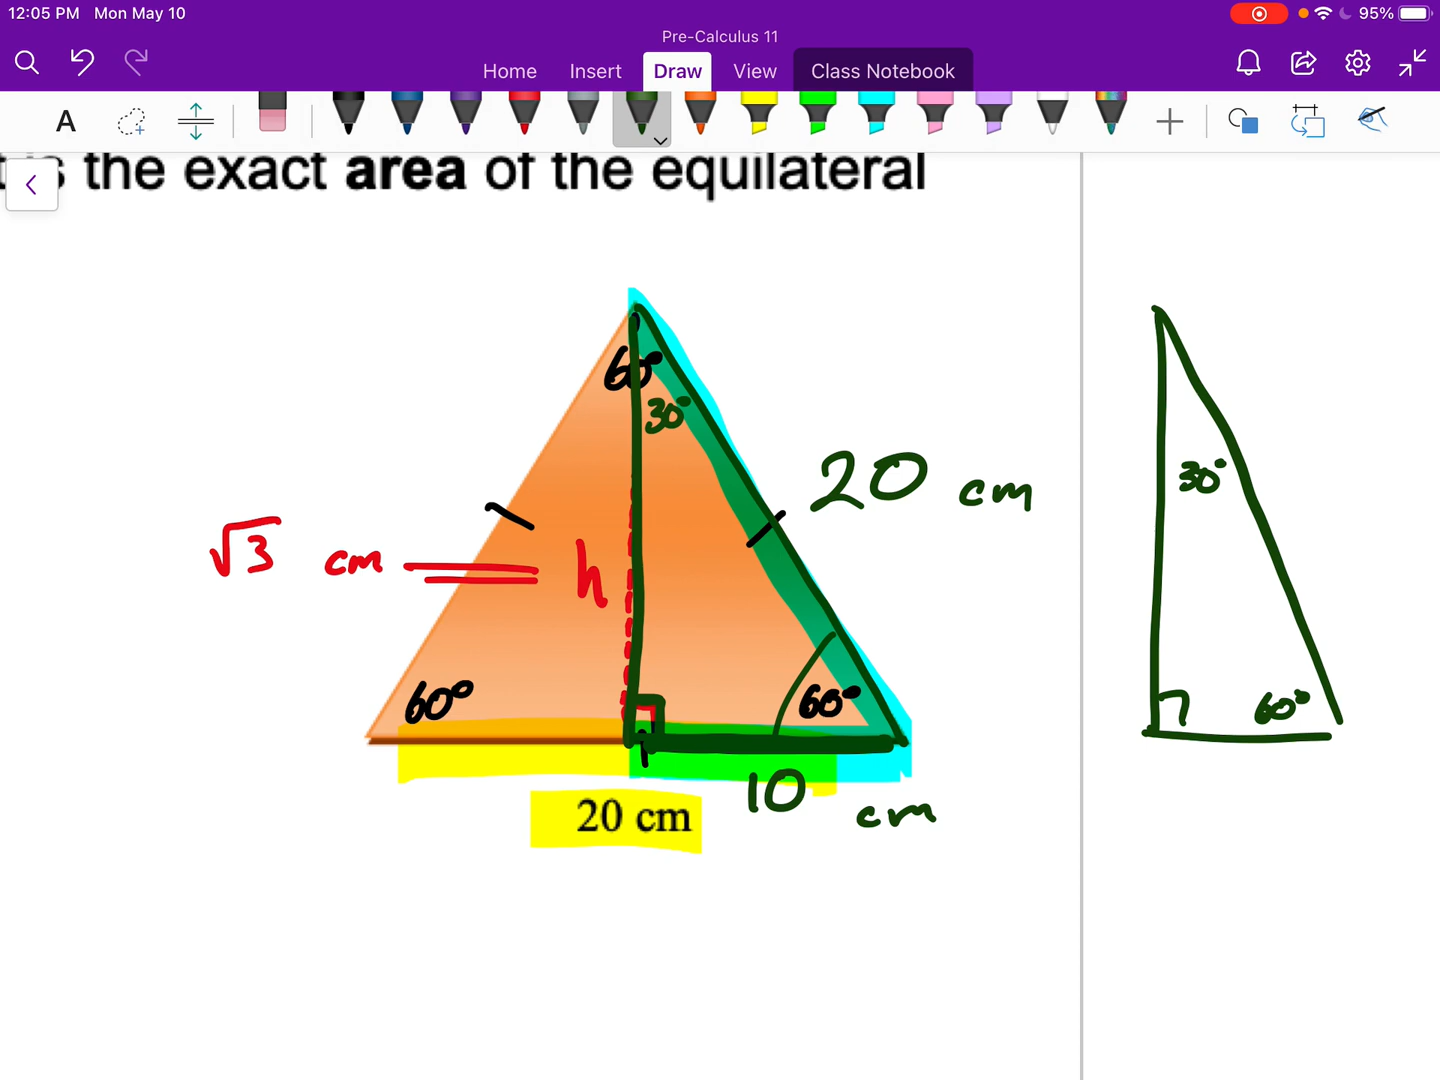 12:05 PM Mon May 10
95%
Pre-Calculus 11
Home Insert Draw View Class Notebook
A
the exact area of the equilateral
60°
30°
20 cm
√3 cm
h
60°
60°
10 cm
20 cm
30°
60°